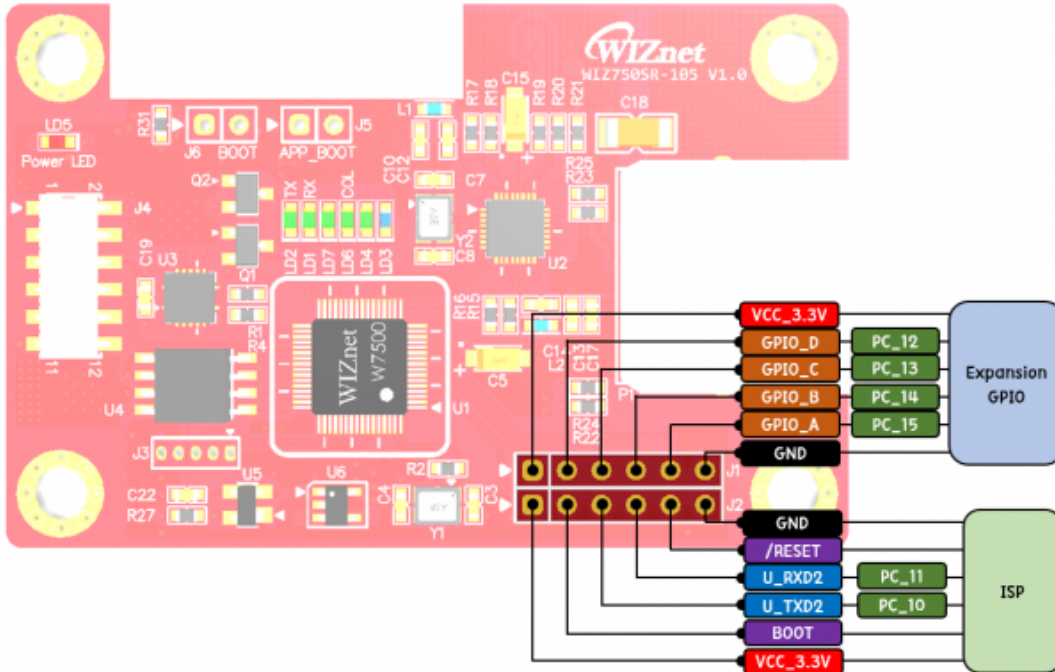 WIZnet
WIZ750SR-105 V1.0
LD5
Power LED
R31
J6 BOOT
APP_BOOT J5
L1
R17
R18
C15
R19
R20
R21
C18
C10
C12
R25
R23
1
2
J4
Q2
TX
RX
COL
C7
Y2
C8
U2
C19
U3
Q1
LD2
LD1
LD7
LD6
LD4
LD3
R1
R4
R16
R15
WIZnet
W7500
C14
L2
C13
C17
C5
U1
P1
R24
R22
11
12
U4
J3
R2
J1
J2
C22
R27
U5
U6
C4
Y1
C3
VCC_3.3V
GPIO_D PC_12
GPIO_C PC_13
GPIO_B PC_14
GPIO_A PC_15
GND
Expansion
GPIO
GND
/RESET
U_RXD2 PC_11
U_TXD2 PC_10
BOOT
VCC_3.3V
ISP